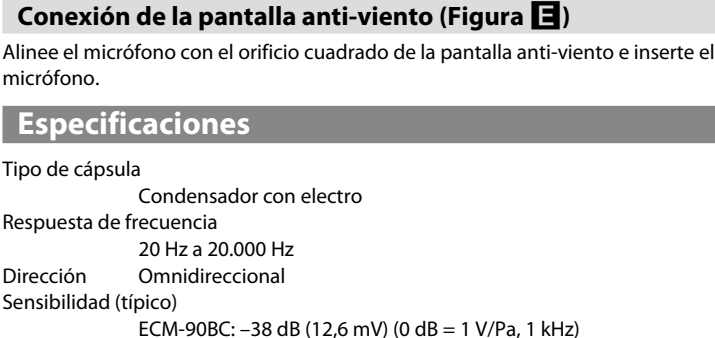 Conexión de la pantalla anti-viento (Figura E)
Alinee el micrófono con el orificio cuadrado de la pantalla anti-viento e inserte el
micrófono.
Especificaciones
Tipo de cápsula
Condensador con electro
Respuesta de frecuencia
20 Hz a 20.000 Hz
Dirección Omnidireccional
Sensibilidad (típico)
ECM-90BC: –38 dB (12,6 mV) (0 dB = 1 V/Pa, 1 kHz)